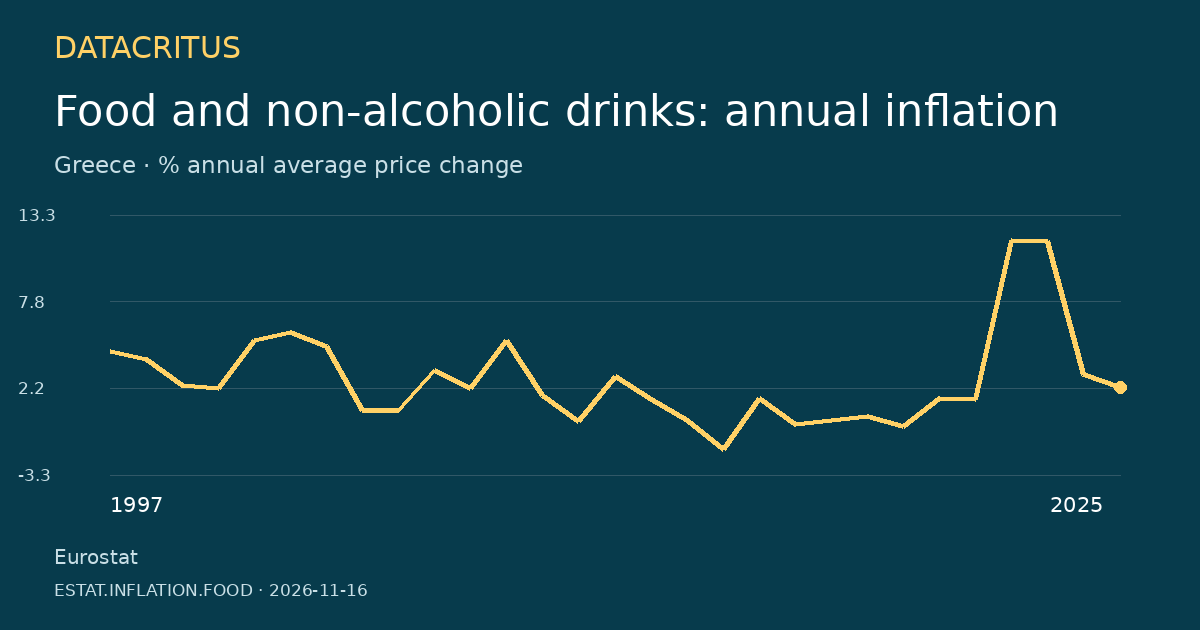 DATACRITUS
Food and non-alcoholic drinks: annual inflation
Greece · % annual average price change
13.3
7.8
2.2
-3.3
1997 2025
Eurostat
ESTAT.INFLATION.FOOD · 2026-11-16